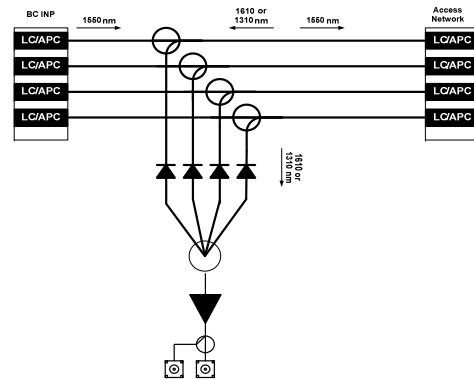 BC INP
1550 nm
1610 or
1310 nm
1550 nm
Access
Network
LC/APC
LC/APC
LC/APC
LC/APC
LC/APC
LC/APC
LC/APC
LC/APC
1610 or
1310 nm